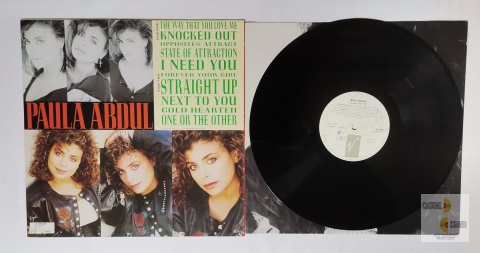 THE WAY THAT YOU LOVE ME
KNOCKED OUT
OPPOSITES ATTRACT
STATE OF ATTRACTION
I NEED YOU
FOREVER YOUR GIRL
STRAIGHT UP
NEXT TO YOU
COLD HEARTED
ONE OR THE OTHER
PAULA ABDUL